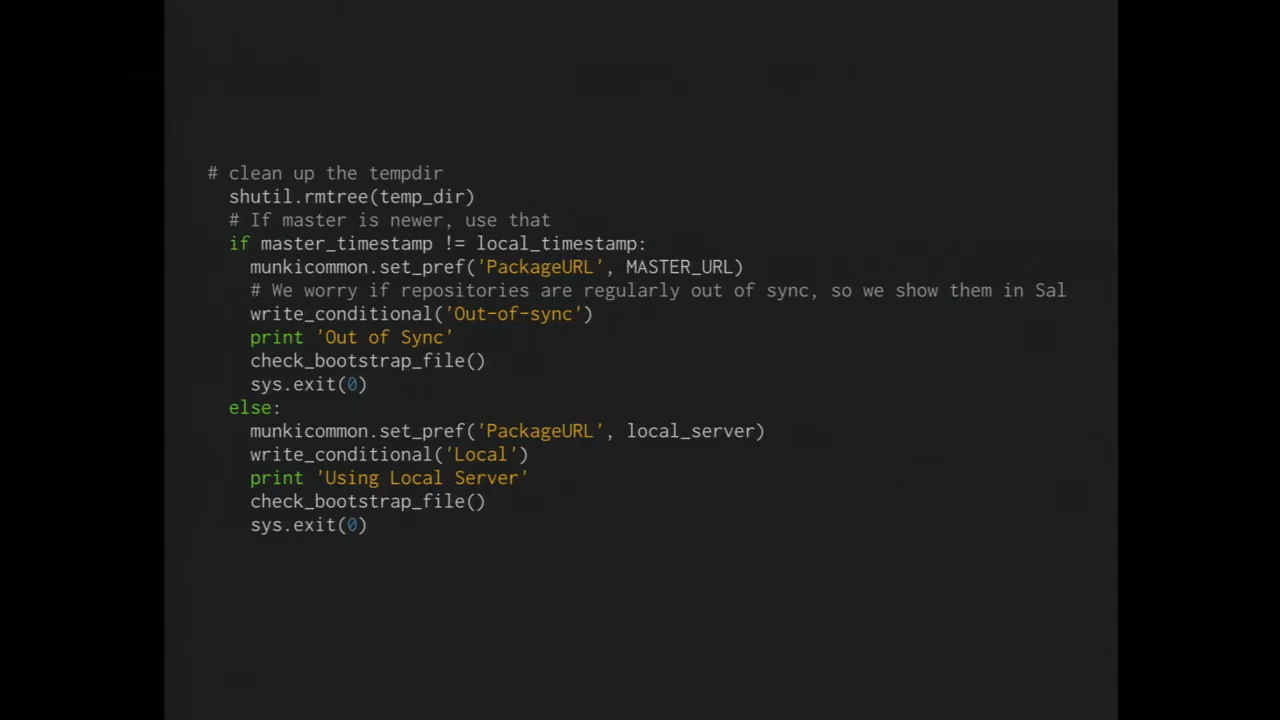 # clean up the tempdir
shutil.rmtree(temp_dir)
# If master is newer, use that
if master_timestamp != local_timestamp:
munkicommon.set_pref('PackageURL', MASTER_URL)
# We worry if repositories are regularly out of sync, so we show them in Sal
write_conditional('Out-of-sync')
print 'Out of Sync'
check_bootstrap_file()
sys.exit(0)
else:
munkicommon.set_pref('PackageURL', local_server)
write_conditional('Local')
print 'Using Local Server'
check_bootstrap_file()
sys.exit(0)